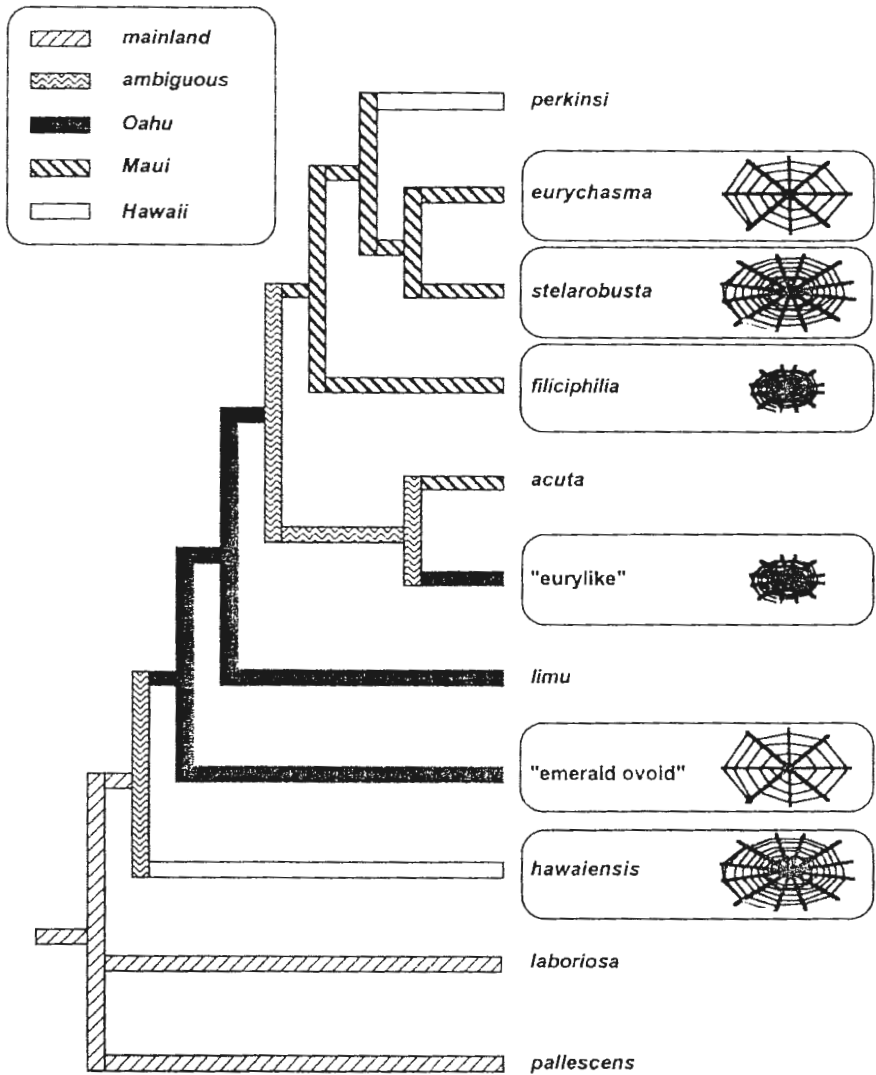 mainland
ambiguous
Oahu
Maui
Hawaii
perkinsi
eurychasma
stelarobusta
filiciphilia
acuta
"eurylike"
limu
"emerald ovoid"
hawaiensis
laboriosa
pallescens